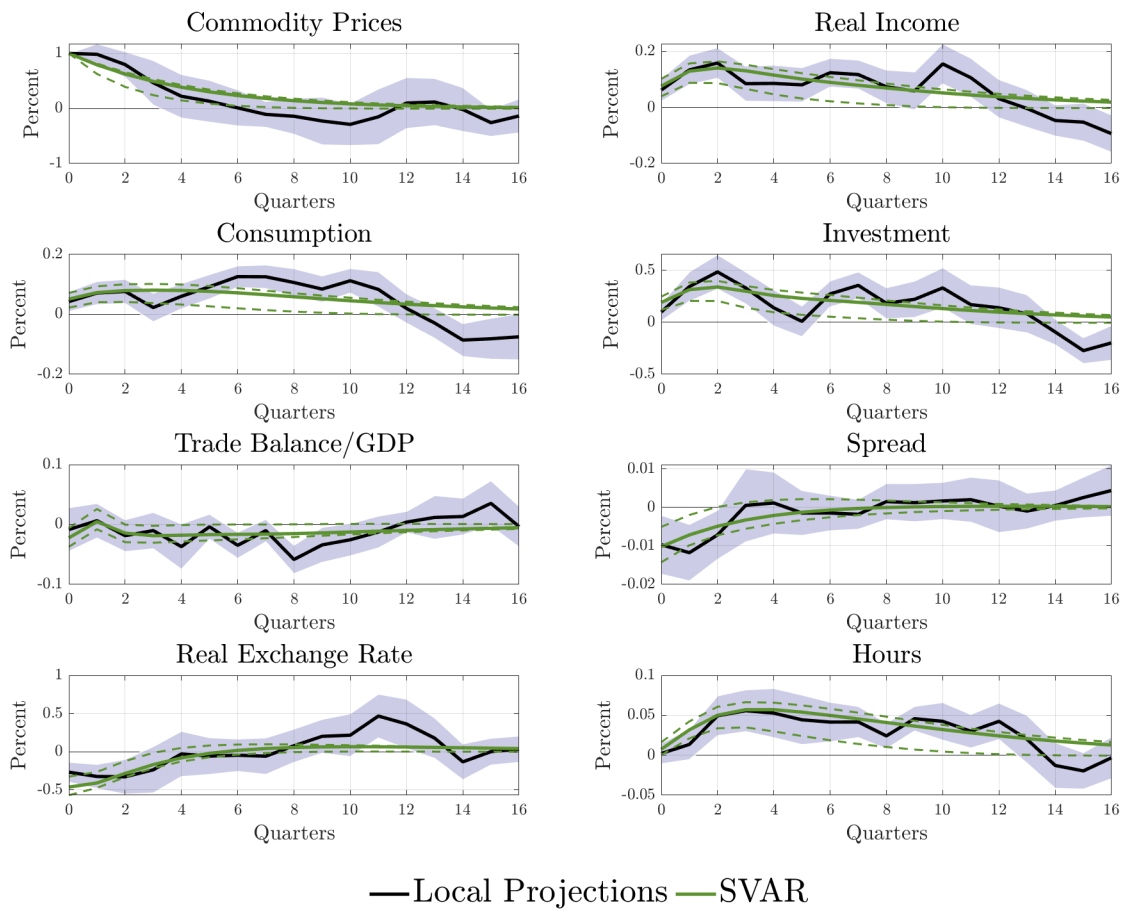 Commodity Prices
Percent
1
0
-1
0 2 4 6 8 10 12 14 16
Quarters
Real Income
Percent
0.2
0
-0.2
0 2 4 6 8 10 12 14 16
Quarters
Consumption
Percent
0.2
0
-0.2
0 2 4 6 8 10 12 14 16
Quarters
Investment
Percent
0.5
0
-0.5
0 2 4 6 8 10 12 14 16
Quarters
Trade Balance/GDP
Percent
0.1
0
-0.1
0 2 4 6 8 10 12 14 16
Quarters
Spread
Percent
0.01
0
-0.01
-0.02
0 2 4 6 8 10 12 14 16
Quarters
Real Exchange Rate
Percent
1
0.5
0
-0.5
0 2 4 6 8 10 12 14 16
Quarters
Hours
Percent
0.1
0.05
0
-0.05
0 2 4 6 8 10 12 14 16
Quarters
Local Projections SVAR